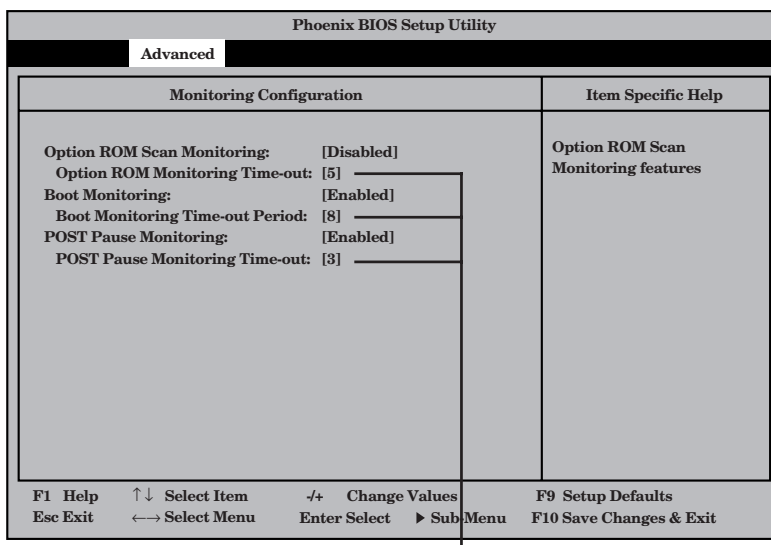 Phoenix BIOS Setup Utility
Advanced
Monitoring Configuration
Item Specific Help
Option ROM Scan Monitoring: [Disabled]
Option ROM Monitoring Time-out: [5]
Boot Monitoring: [Enabled]
Boot Monitoring Time-out Period: [8]
POST Pause Monitoring: [Enabled]
POST Pause Monitoring Time-out: [3]
Option ROM Scan
Monitoring features
F1 Help ↑↓ Select Item -/+ Change Values F9 Setup Defaults
Esc Exit ←→ Select Menu Enter Select ▶ Sub-Menu F10 Save Changes & Exit